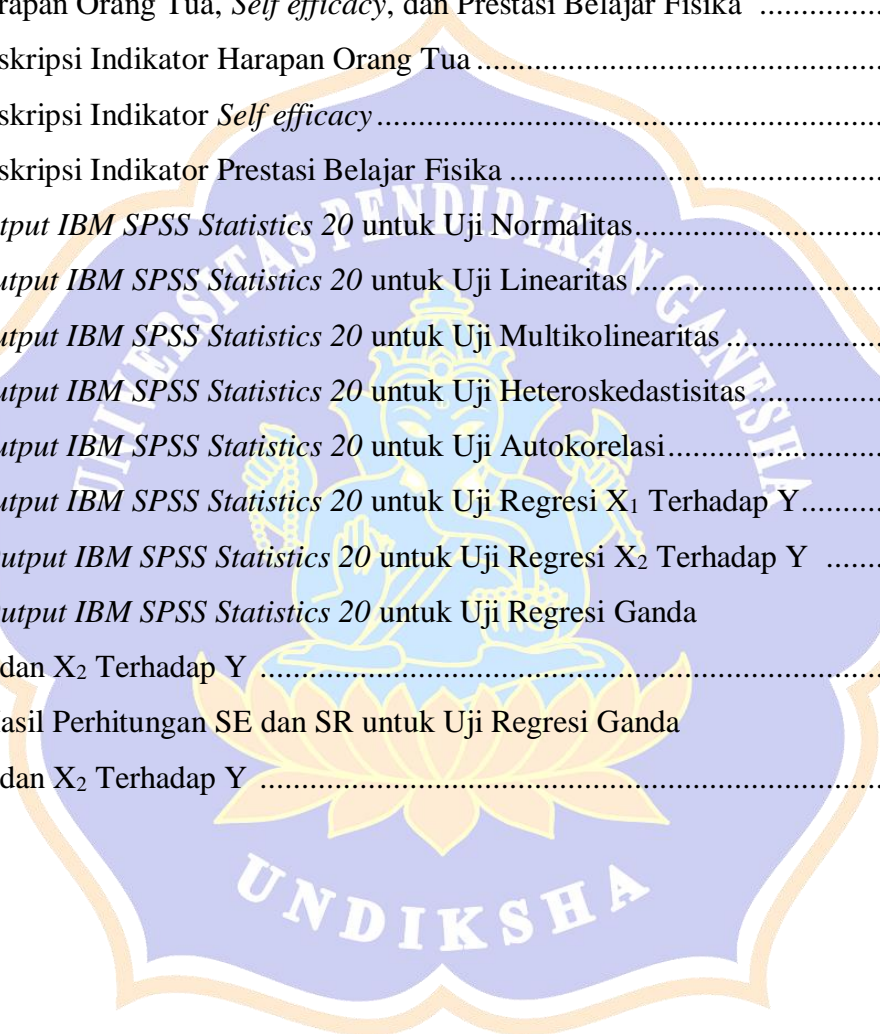 rapan Orang Tua, Self efficacy, dan Prestasi Belajar Fisika ...............
skripsi Indikator Harapan Orang Tua ..................................................
skripsi Indikator Self efficacy ...............................................................
skripsi Indikator Prestasi Belajar Fisika ..............................................
tput IBM SPSS Statistics 20 untuk Uji Normalitas...............................
utput IBM SPSS Statistics 20 untuk Uji Linearitas ..............................
utput IBM SPSS Statistics 20 untuk Uji Multikolinearitas ...................
utput IBM SPSS Statistics 20 untuk Uji Heteroskedastisitas ................
utput IBM SPSS Statistics 20 untuk Uji Autokorelasi...........................
utput IBM SPSS Statistics 20 untuk Uji Regresi X₁ Terhadap Y..........
utput IBM SPSS Statistics 20 untuk Uji Regresi X₂ Terhadap Y .......
utput IBM SPSS Statistics 20 untuk Uji Regresi Ganda
dan X₂ Terhadap Y ..............................................................................
asil Perhitungan SE dan SR untuk Uji Regresi Ganda
dan X₂ Terhadap Y ..............................................................................
UNIVERSITAS PENDIDIKAN GANESHA
UNDIKSHA